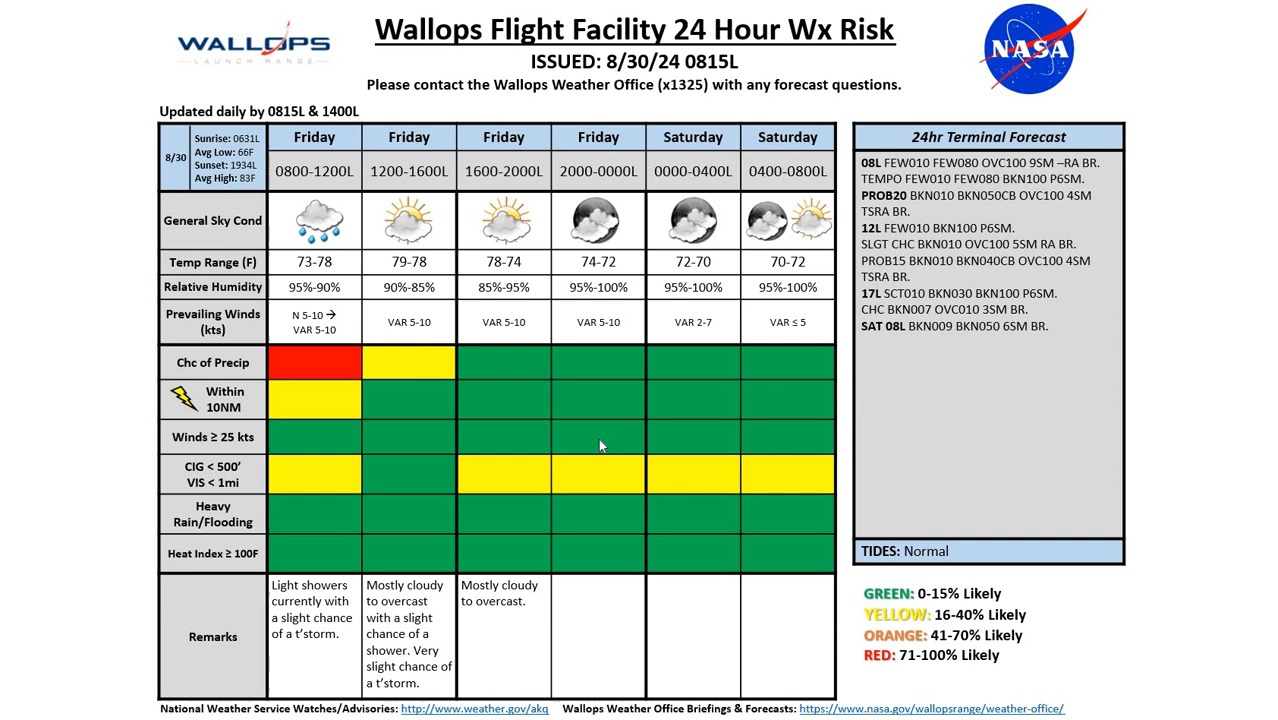 WALLOPS
LAUNCH RANGE
Wallops Flight Facility 24 Hour Wx Risk
ISSUED: 8/30/24 0815L
Please contact the Wallops Weather Office (x1325) with any forecast questions.
NASA
Updated daily by 0815L & 1400L
8/30
Sunrise: 0631L
Avg Low: 66F
Sunset: 1934L
Avg High: 83F
Friday Friday Friday Friday Saturday Saturday
0800-1200L 1200-1600L 1600-2000L 2000-0000L 0000-0400L 0400-0800L
General Sky Cond
Temp Range (F) 73-78 79-78 78-74 74-72 72-70 70-72
Relative Humidity 95%-90% 90%-85% 85%-95% 95%-100% 95%-100% 95%-100%
Prevailing Winds
(kts)
N 5-10 →
VAR 5-10
VAR 5-10 VAR 5-10 VAR 5-10 VAR 2-7 VAR ≤ 5
Chc of Precip
Within
10NM
Winds ≥ 25 kts
CIG < 500’
VIS < 1mi
Heavy
Rain/Flooding
Heat Index ≥ 100F
Remarks
Light showers
currently with
a slight chance
of a t’storm.
Mostly cloudy
to overcast
with a slight
chance of a
shower. Very
slight chance of
a t’storm.
Mostly cloudy
to overcast.
24hr Terminal Forecast
08L FEW010 FEW080 OVC100 9SM –RA BR.
TEMPO FEW010 FEW080 BKN100 P6SM.
PROB20 BKN010 BKN050CB OVC100 4SM
TSRA BR.
12L FEW010 BKN100 P6SM.
SLGT CHC BKN010 OVC100 5SM RA BR.
PROB15 BKN010 BKN040CB OVC100 4SM
TSRA BR.
17L SCT010 BKN030 BKN100 P6SM.
CHC BKN007 OVC010 3SM BR.
SAT 08L BKN009 BKN050 6SM BR.
TIDES: Normal
GREEN: 0-15% Likely
YELLOW: 16-40% Likely
ORANGE: 41-70% Likely
RED: 71-100% Likely
National Weather Service Watches/Advisories: http://www.weather.gov/akq Wallops Weather Office Briefings & Forecasts: https://www.nasa.gov/wallopsrange/weather-office/